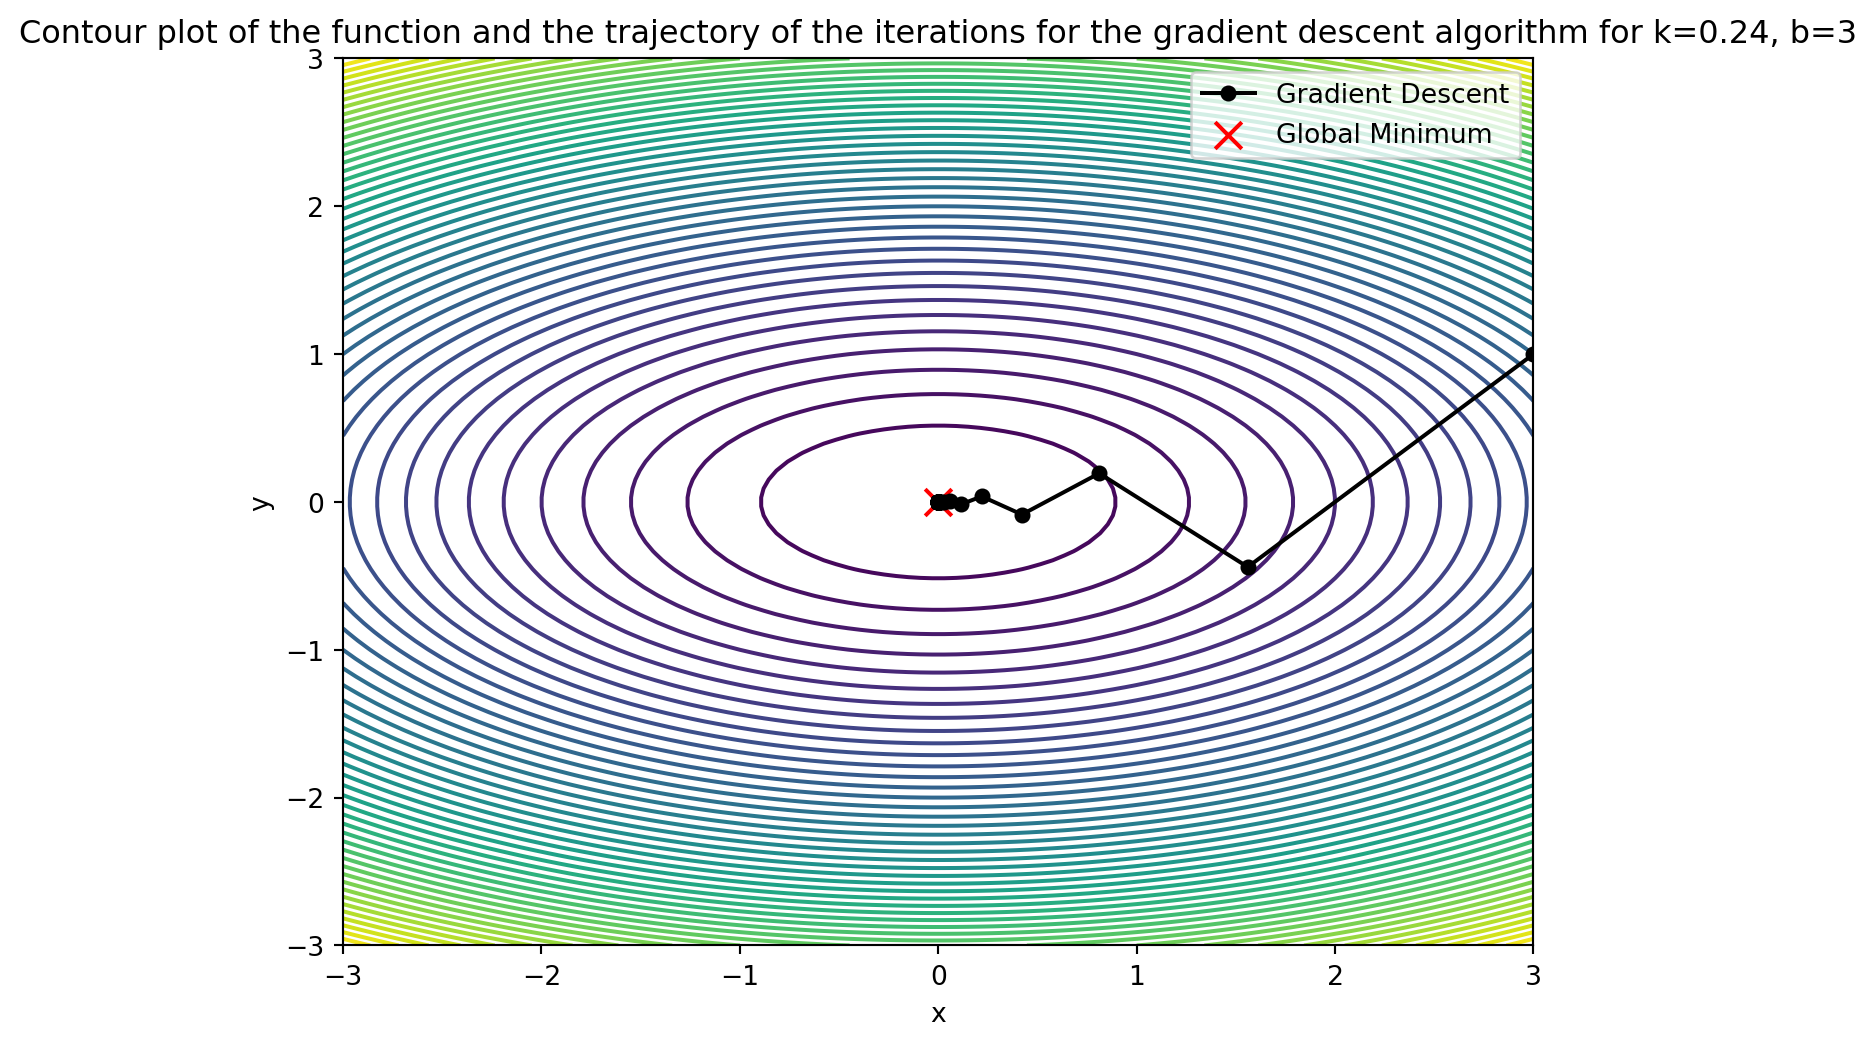 Contour plot of the function and the trajectory of the iterations for the gradient descent algorithm for k=0.24, b=3
Gradient Descent
Global Minimum
3
2
1
0
−1
−2
−3
y
−3
−2
−1
0
1
2
3
x